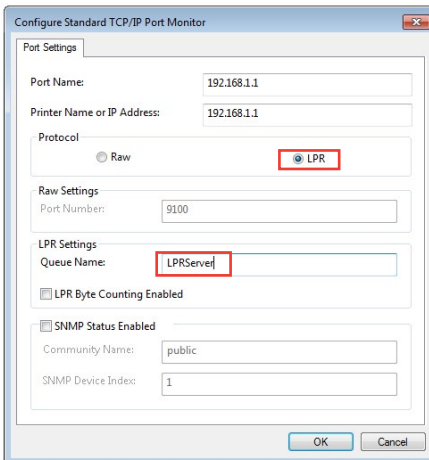 Configure Standard TCP/IP Port Monitor
Port Settings
Port Name: 192.168.1.1
Printer Name or IP Address: 192.168.1.1
Protocol
Raw LPR
Raw Settings
Port Number: 9100
LPR Settings
Queue Name: LPRServer
LPR Byte Counting Enabled
SNMP Status Enabled
Community Name: public
SNMP Device Index: 1
OK Cancel